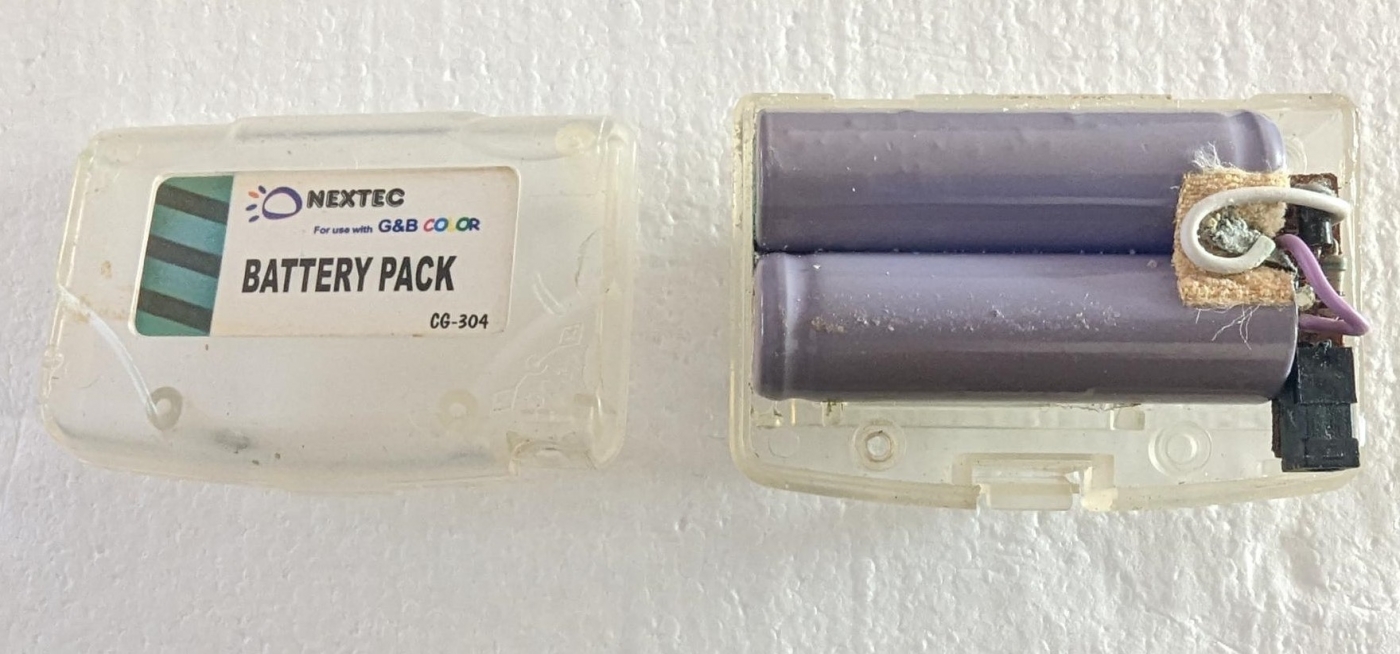 NEXTEC
For use with G&B COLOR
BATTERY PACK
CG-304